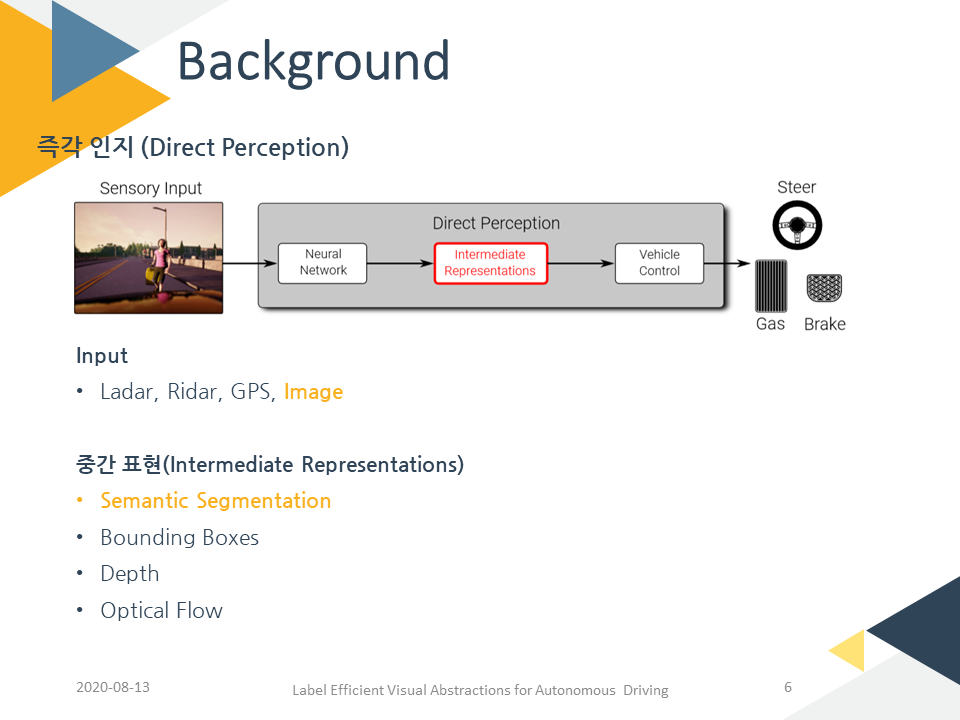 Background
즉각 인지 (Direct Perception)
Sensory Input
Direct Perception
Neural
Network
Intermediate
Representations
Vehicle
Control
Steer
Gas
Brake
Input
• Ladar, Ridar, GPS, Image
중간 표현(Intermediate Representations)
• Semantic Segmentation
• Bounding Boxes
• Depth
• Optical Flow
2020-08-13
Label Efficient Visual Abstractions for Autonomous Driving
6